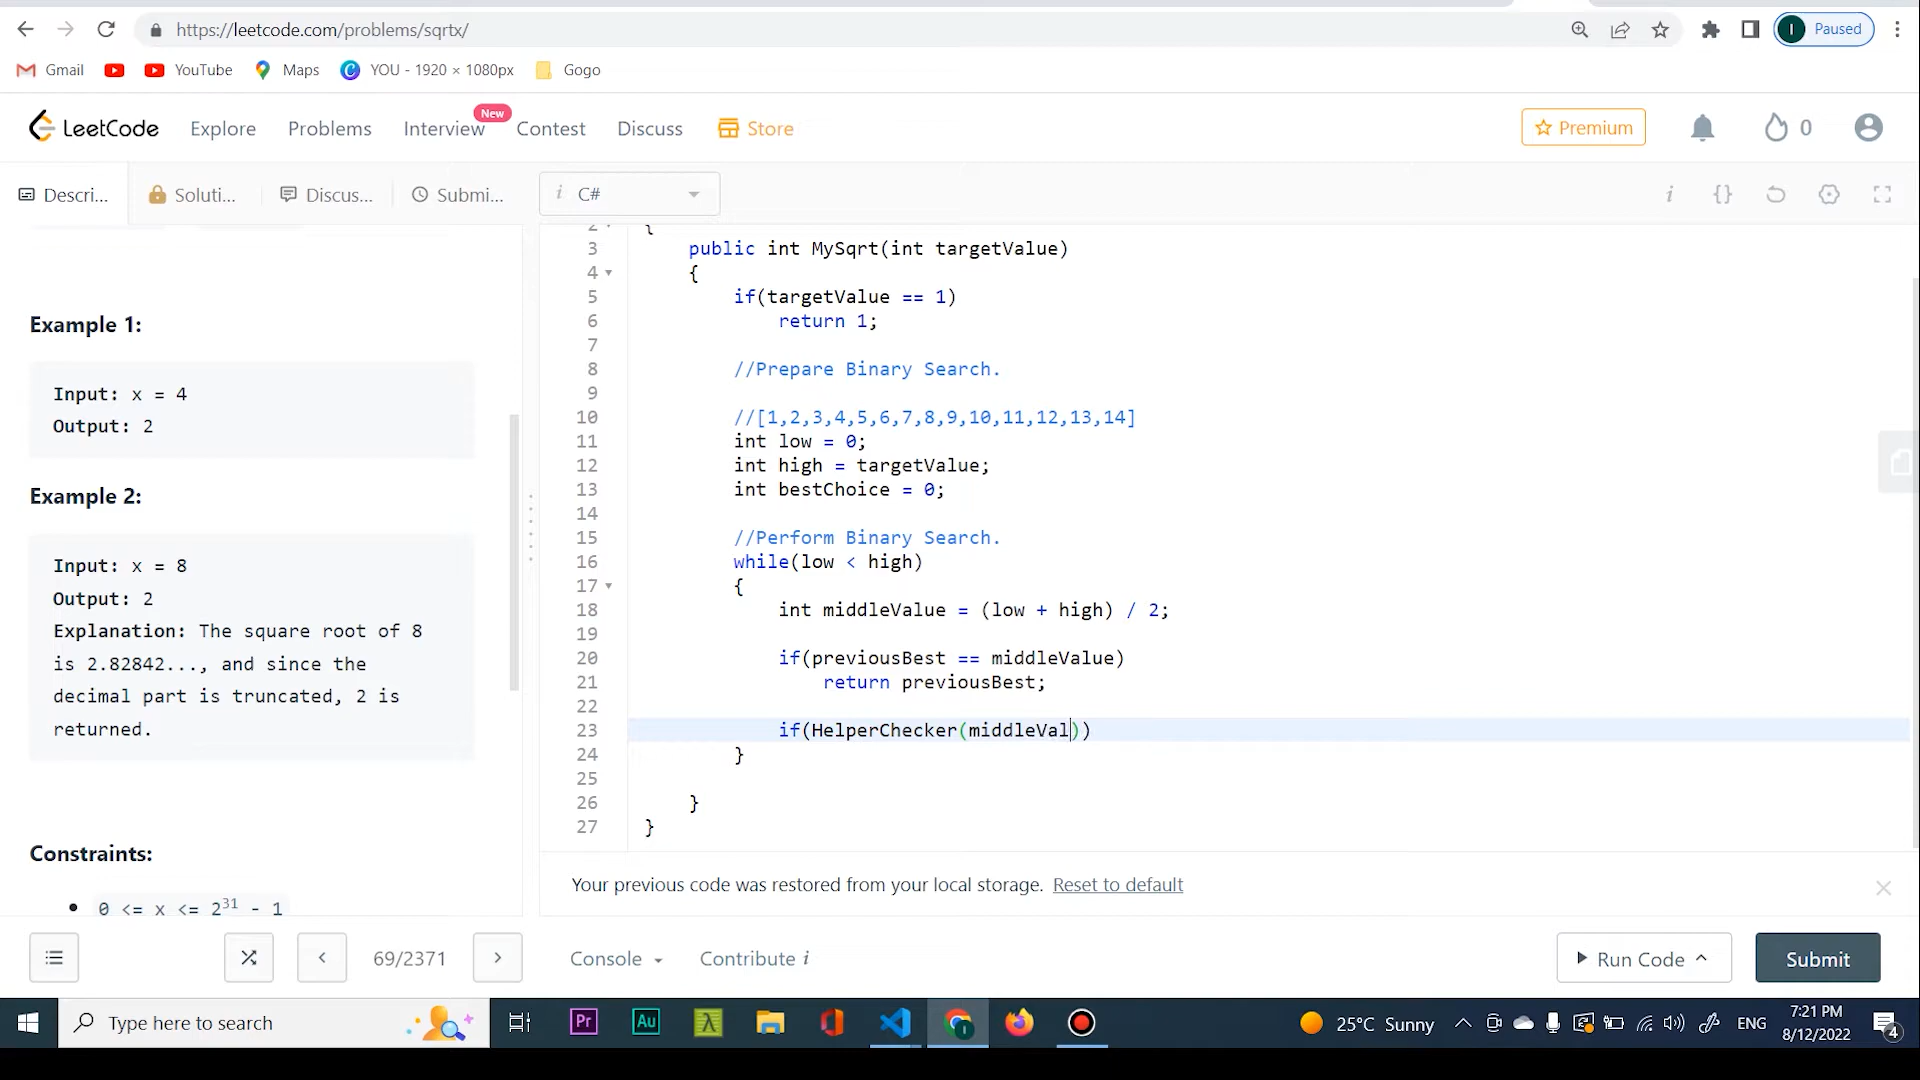 https://leetcode.com/problems/sqrtx/
Paused
Gmail
YouTube
Maps
YOU - 1920 × 1080px
Gogo
LeetCode
Explore
Problems
Interview
New
Contest
Discuss
Store
Premium
0
Descri...
Soluti...
Discus...
Submi...
i C#
Example 1:
Input: x = 4
Output: 2
Example 2:
Input: x = 8
Output: 2
Explanation: The square root of 8
is 2.82842..., and since the
decimal part is truncated, 2 is
returned.
Constraints:
0 <= x <= 2³¹ - 1
2 {
3 public int MySqrt(int targetValue)
4 {
5 if(targetValue == 1)
6 return 1;
7
8 //Prepare Binary Search.
9
10 //[1,2,3,4,5,6,7,8,9,10,11,12,13,14]
11 int low = 0;
12 int high = targetValue;
13 int bestChoice = 0;
14
15 //Perform Binary Search.
16 while(low < high)
17 {
18 int middleValue = (low + high) / 2;
19
20 if(previousBest == middleValue)
21 return previousBest;
22
23 if(HelperChecker(middleVal))
24 }
25
26 }
27 }
Your previous code was restored from your local storage. Reset to default
69/2371
Console
Contribute i
Run Code
Submit
Type here to search
Pr
Au
25°C Sunny
ENG
7:21 PM
8/12/2022
4